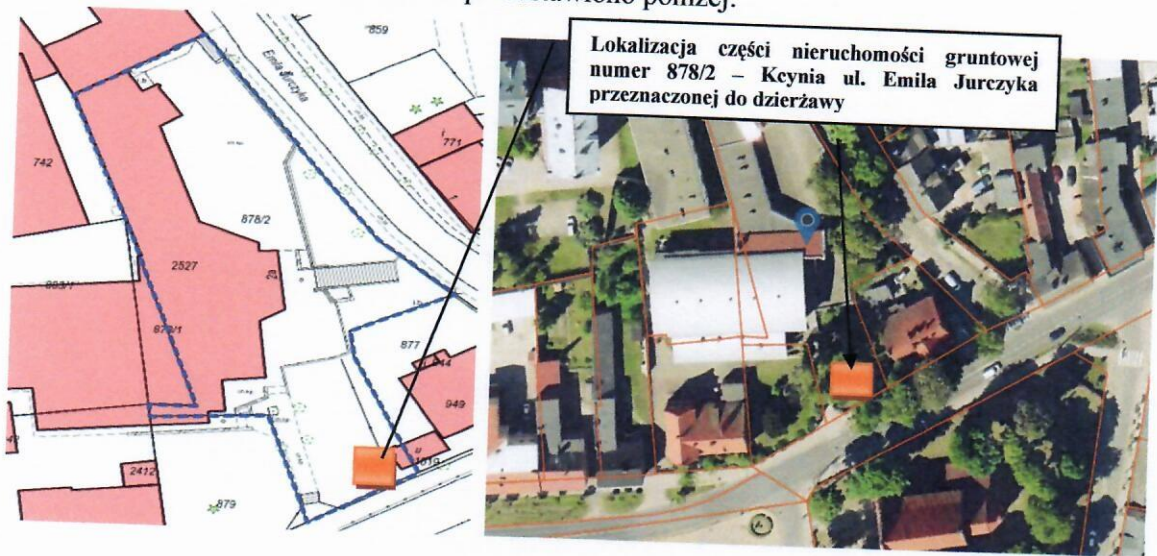 poniżej.
859
Emila Jurczyka
Lokalizacja części nieruchomości gruntowej
numer 878/2 – Kcynia ul. Emila Jurczyka
przeznaczonej do dzierżawy
i
771
742
878/2
2527
878/1
877
949
u
2412
879